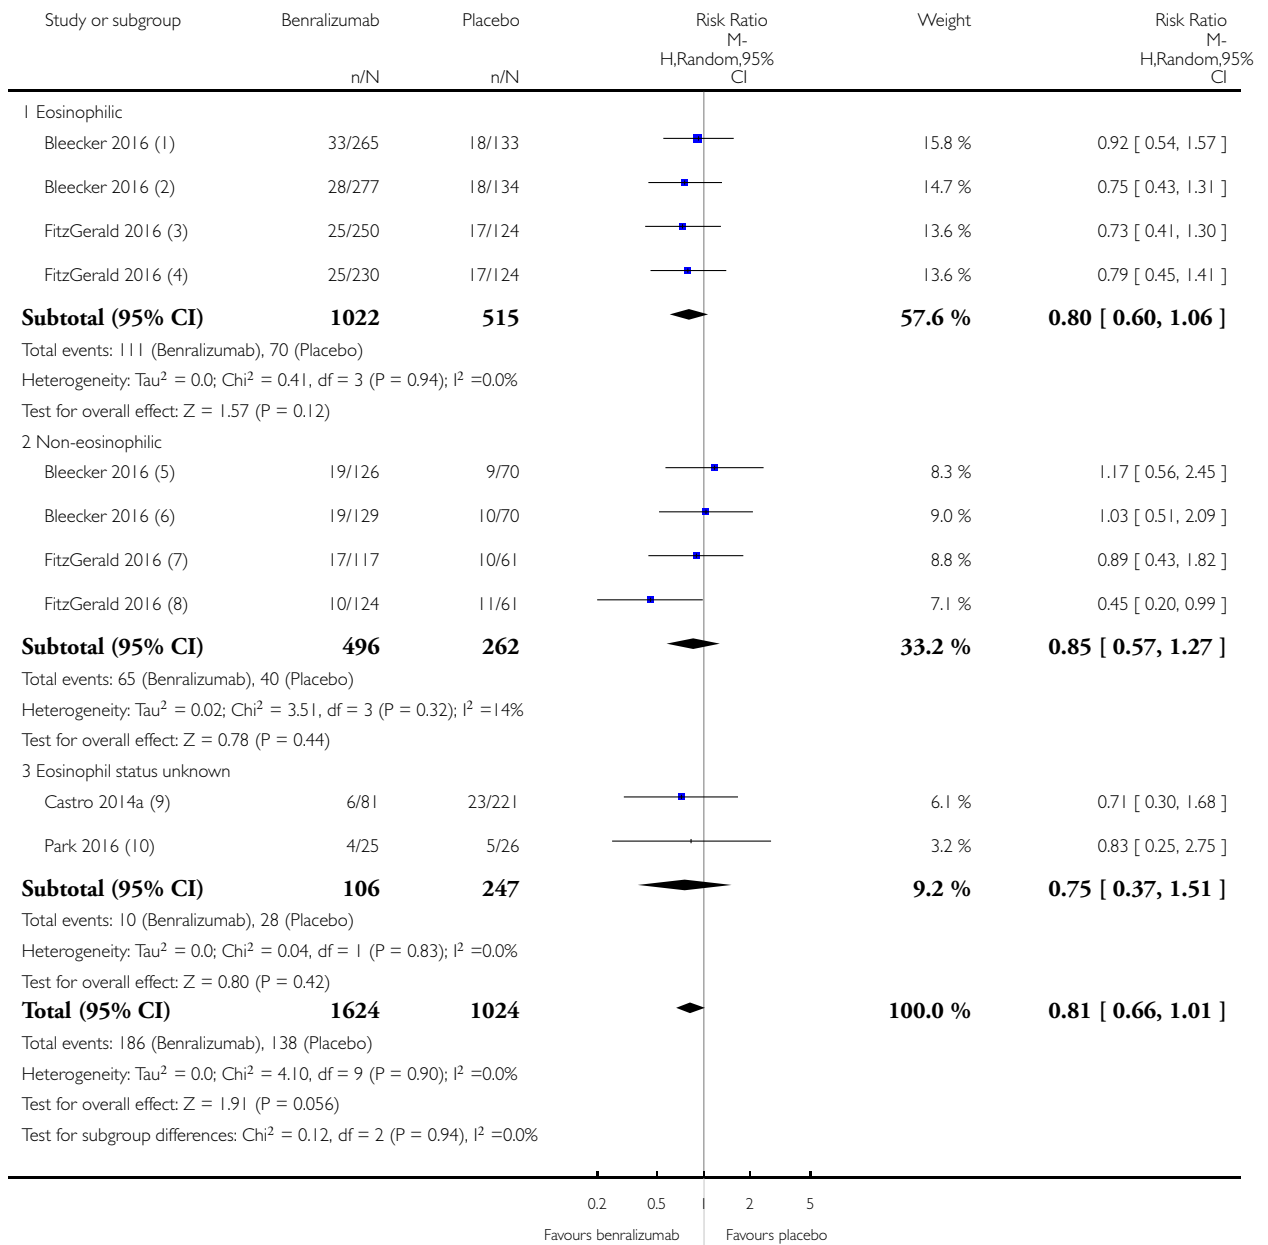 Study or subgroup Benralizumab Placebo Risk Ratio Weight Risk Ratio
M- M-
H,Random,95% H,Random,95%
n/N n/N CI CI
1 Eosinophilic
Bleecker 2016 (1) 33/265 18/133 15.8 % 0.92 [ 0.54, 1.57 ]
Bleecker 2016 (2) 28/277 18/134 14.7 % 0.75 [ 0.43, 1.31 ]
FitzGerald 2016 (3) 25/250 17/124 13.6 % 0.73 [ 0.41, 1.30 ]
FitzGerald 2016 (4) 25/230 17/124 13.6 % 0.79 [ 0.45, 1.41 ]
Subtotal (95% CI) 1022 515 57.6 % 0.80 [ 0.60, 1.06 ]
Total events: 111 (Benralizumab), 70 (Placebo)
Heterogeneity: Tau² = 0.0; Chi² = 0.41, df = 3 (P = 0.94); I² =0.0%
Test for overall effect: Z = 1.57 (P = 0.12)
2 Non-eosinophilic
Bleecker 2016 (5) 19/126 9/70 8.3 % 1.17 [ 0.56, 2.45 ]
Bleecker 2016 (6) 19/129 10/70 9.0 % 1.03 [ 0.51, 2.09 ]
FitzGerald 2016 (7) 17/117 10/61 8.8 % 0.89 [ 0.43, 1.82 ]
FitzGerald 2016 (8) 10/124 11/61 7.1 % 0.45 [ 0.20, 0.99 ]
Subtotal (95% CI) 496 262 33.2 % 0.85 [ 0.57, 1.27 ]
Total events: 65 (Benralizumab), 40 (Placebo)
Heterogeneity: Tau² = 0.02; Chi² = 3.51, df = 3 (P = 0.32); I² =14%
Test for overall effect: Z = 0.78 (P = 0.44)
3 Eosinophil status unknown
Castro 2014a (9) 6/81 23/221 6.1 % 0.71 [ 0.30, 1.68 ]
Park 2016 (10) 4/25 5/26 3.2 % 0.83 [ 0.25, 2.75 ]
Subtotal (95% CI) 106 247 9.2 % 0.75 [ 0.37, 1.51 ]
Total events: 10 (Benralizumab), 28 (Placebo)
Heterogeneity: Tau² = 0.0; Chi² = 0.04, df = 1 (P = 0.83); I² =0.0%
Test for overall effect: Z = 0.80 (P = 0.42)
Total (95% CI) 1624 1024 100.0 % 0.81 [ 0.66, 1.01 ]
Total events: 186 (Benralizumab), 138 (Placebo)
Heterogeneity: Tau² = 0.0; Chi² = 4.10, df = 9 (P = 0.90); I² =0.0%
Test for overall effect: Z = 1.91 (P = 0.056)
Test for subgroup differences: Chi² = 0.12, df = 2 (P = 0.94), I² =0.0%
0.2 0.5 1 2 5
Favours benralizumab Favours placebo